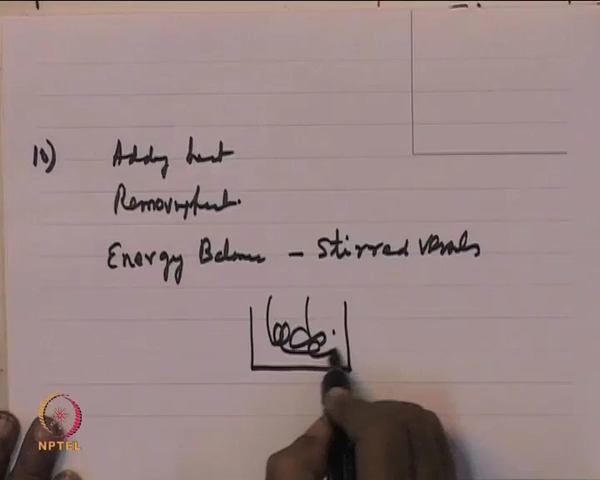 10) Adding heat
Removing heat.
Energy Balance - Stirred Vessels
NPTEL